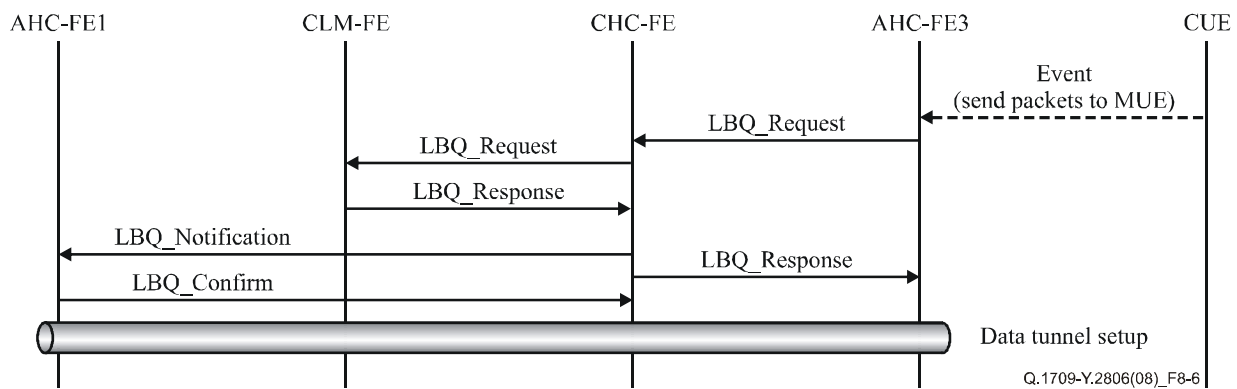 AHC-FE1 CLM-FE CHC-FE AHC-FE3 CUE
Event
(send packets to MUE)
LBQ_Request
LBQ_Request
LBQ_Response
LBQ_Notification
LBQ_Response
LBQ_Confirm
Data tunnel setup
Q.1709-Y.2806(08)_F8-6